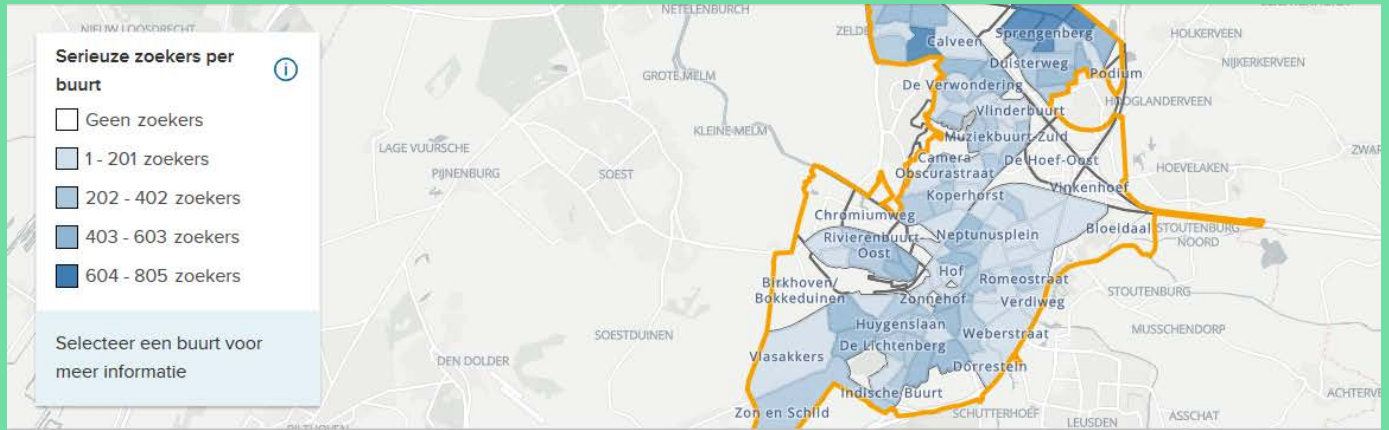 Serieuze zoekers per
buurt
Geen zoekers
1 - 201 zoekers
202 - 402 zoekers
403 - 603 zoekers
604 - 805 zoekers
Selecteer een buurt voor
meer informatie
NETELENBURCH
NIEUW LOOSDRECHT
ZELDE
Calveen
Sprengenberg
HOLKERVEEN
Duisterweg
NIJKERKERVEEN
GROTE MELM
Podium
De Verwondering
HOOGLANDERVEEN
Vlinderbuurt
KLEINE MELM
Muziekbuurt-Zuid
LAGE VUURSCHE
ZWAR
Camera
Obscurastraat
De Hoef-Oost
HOEVELAKEN
PIJNENBURG
SOEST
Vinkenhoef
Koperhorst
Chromiumweg
Bloeidaal
STOUTENBURG
NOORD
Rivierenbuurt
Oost
Neptunusplein
Hof
Romeostraat
Birkhoven/
Bokkeduinen
STOUTENBURG
Zonnehof
Verdiweg
Huygenslaan
MUSSCHENDORP
SOESTDUINEN
Weberstraat
De Lichtenberg
Vlasakkers
DEN DOLDER
Dorrestein
Indische Buurt
ACHTERVE
Zon en Schild
SCHUTTERHOEF
ASSCHAT
LEUSDEN
BILTHOVEN